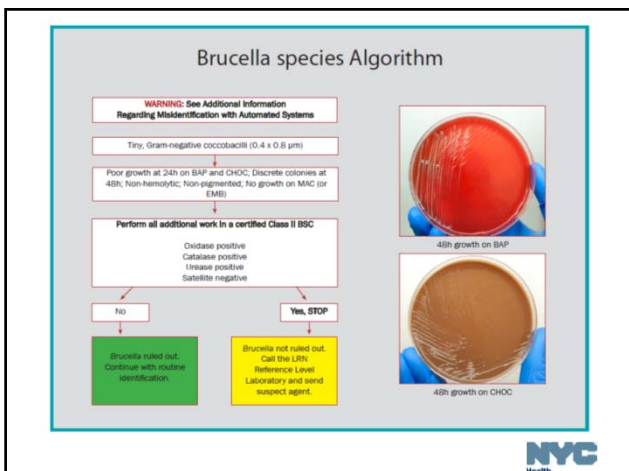 Brucella species Algorithm
WARNING: See Additional Information
Regarding Misidentification with Automated Systems
Tiny, Gram-negative coccobacilli (0.4 x 0.8 µm)
Poor growth at 24h on BAP and CHOC; Discrete colonies at
48h; Non-hemolytic; Non-pigmented; No growth on MAC (or
EMB)
Perform all additional work in a certified Class II BSC
Oxidase positive
Catalase positive
Urease positive
Satellite negative
No
Yes, STOP
Brucella ruled out.
Continue with routine
identification.
Brucella not ruled out.
Call the LRN
Reference Level
Laboratory and send
suspect agent.
48h growth on BAP
48h growth on CHOC
NYC
Health